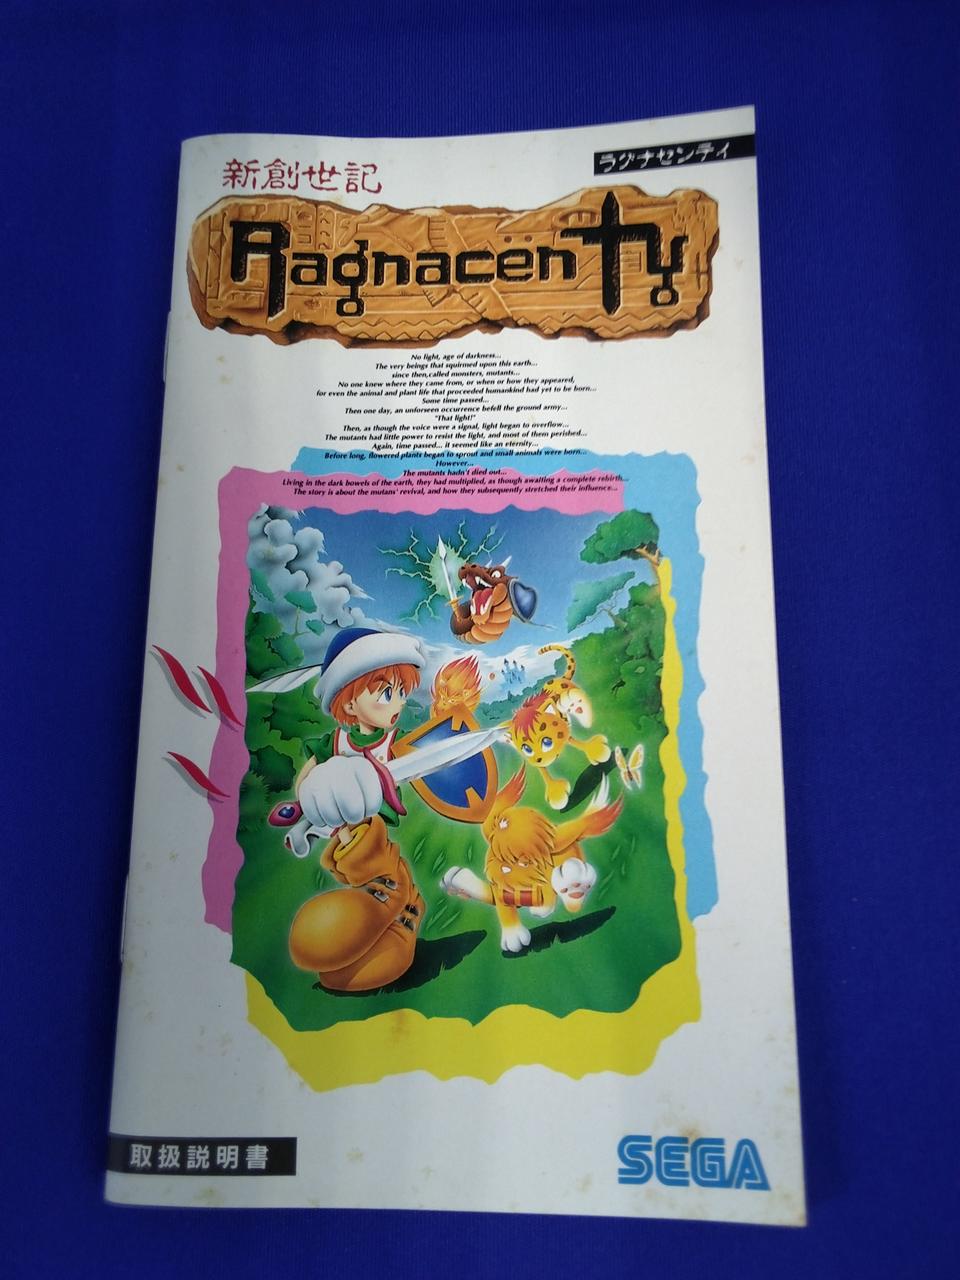 新創世記
ラグナセンティ
Ragnacenty
No light, age of darkness...
The very beings that squirmed upon this earth...
since then,called monsters, mutants...
No one knew where they came from, or when or how they appeared,
for even the animal and plant life that proceeded humankind had yet to be born...
Some time passed...
Then one day, an unforseen occurrence befell the ground army...
"That light!"
Then, as though the voice were a signal, light began to overflow...
The mutants had little power to resist the light, and most of them perished...
Again, time passed... it seemed like an eternity...
Before long, flowered plants began to sprout and small animals were born...
However...
The mutants hadn't died out...
Living in the dark bowels of the earth, they had multiplied, as though awaiting a complete rebirth...
The story is about the mutans' revival, and how they subsequently stretched their influence...
取扱説明書
SEGA